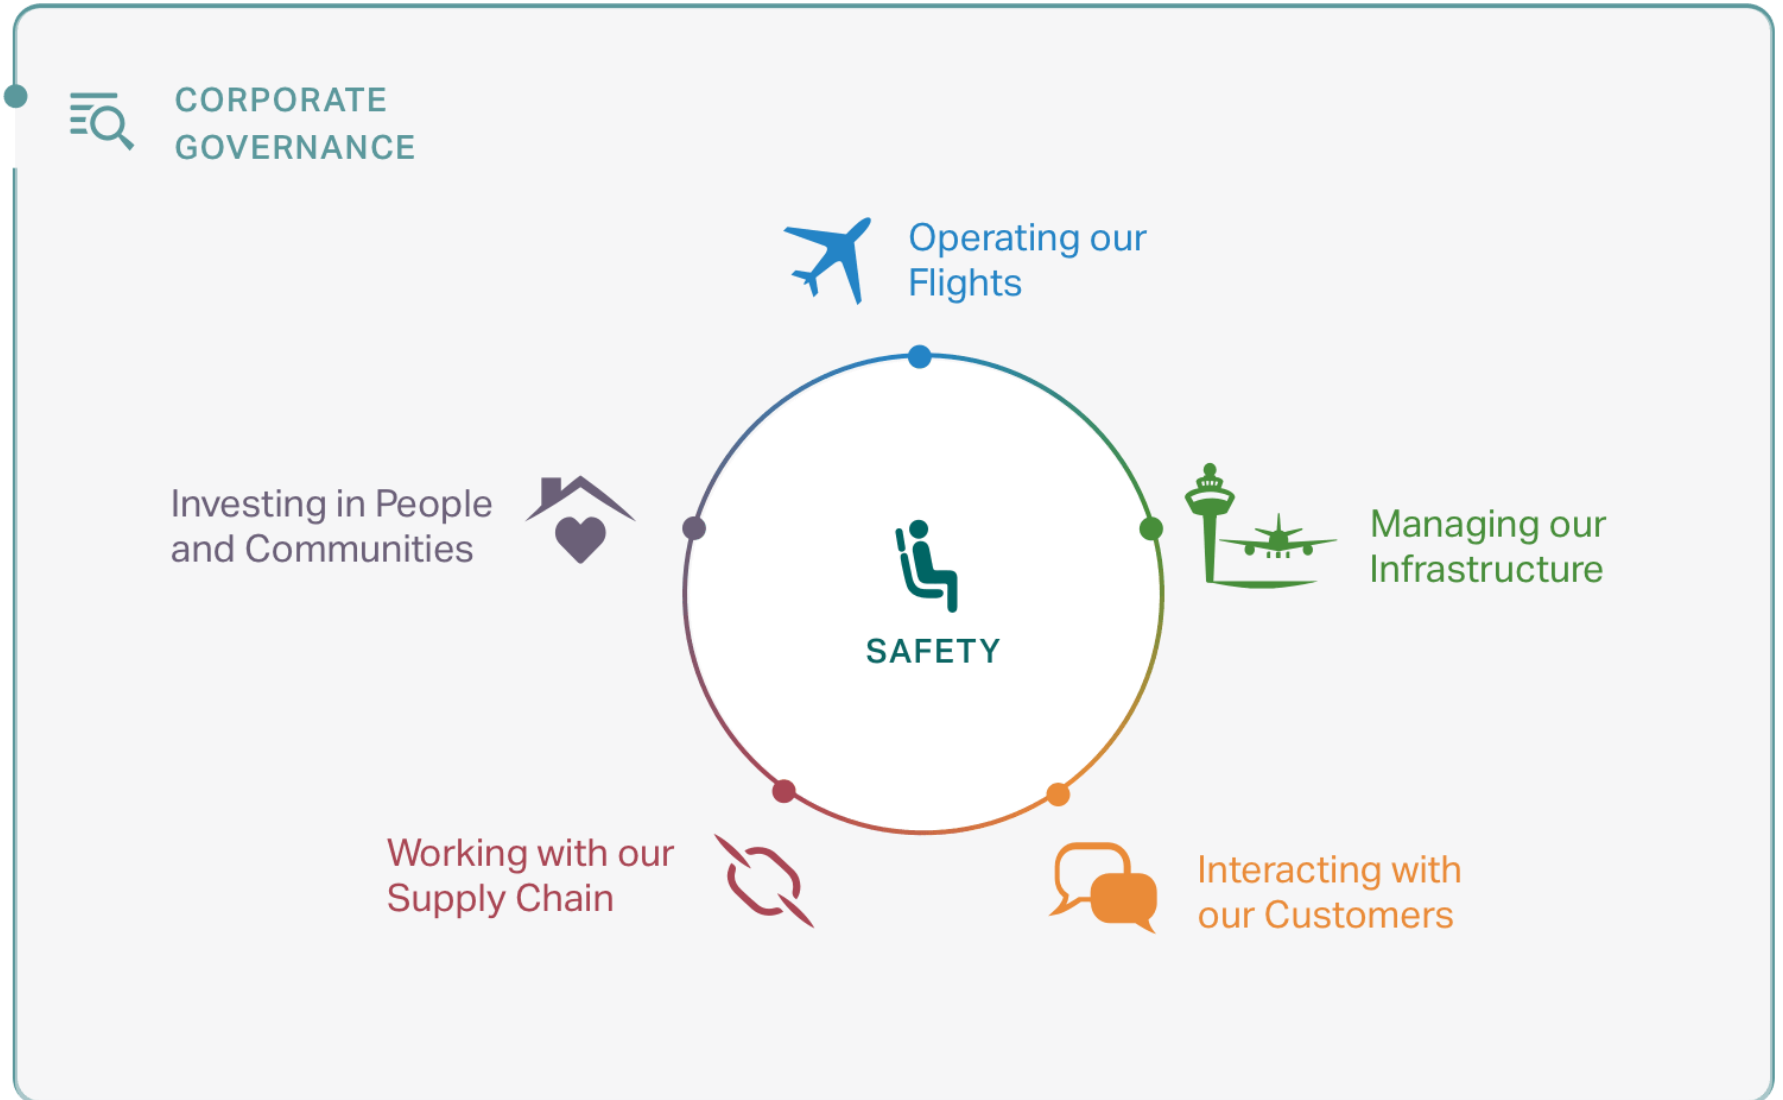 CORPORATE
GOVERNANCE
Operating our
Flights
Investing in People
and Communities
Managing our
Infrastructure
SAFETY
Working with our
Supply Chain
Interacting with
our Customers